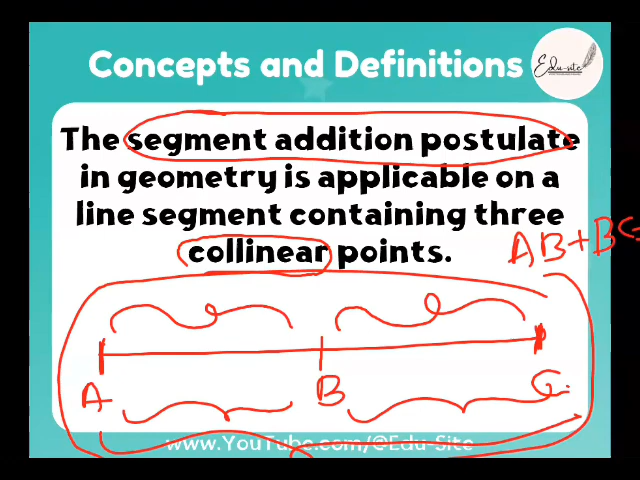 Concepts and Definitions
Edu-site
The segment addition postulate
in geometry is applicable on a
line segment containing three
collinear points.
AB+BC
A B C
www.YouTube.com/@Edu-Site